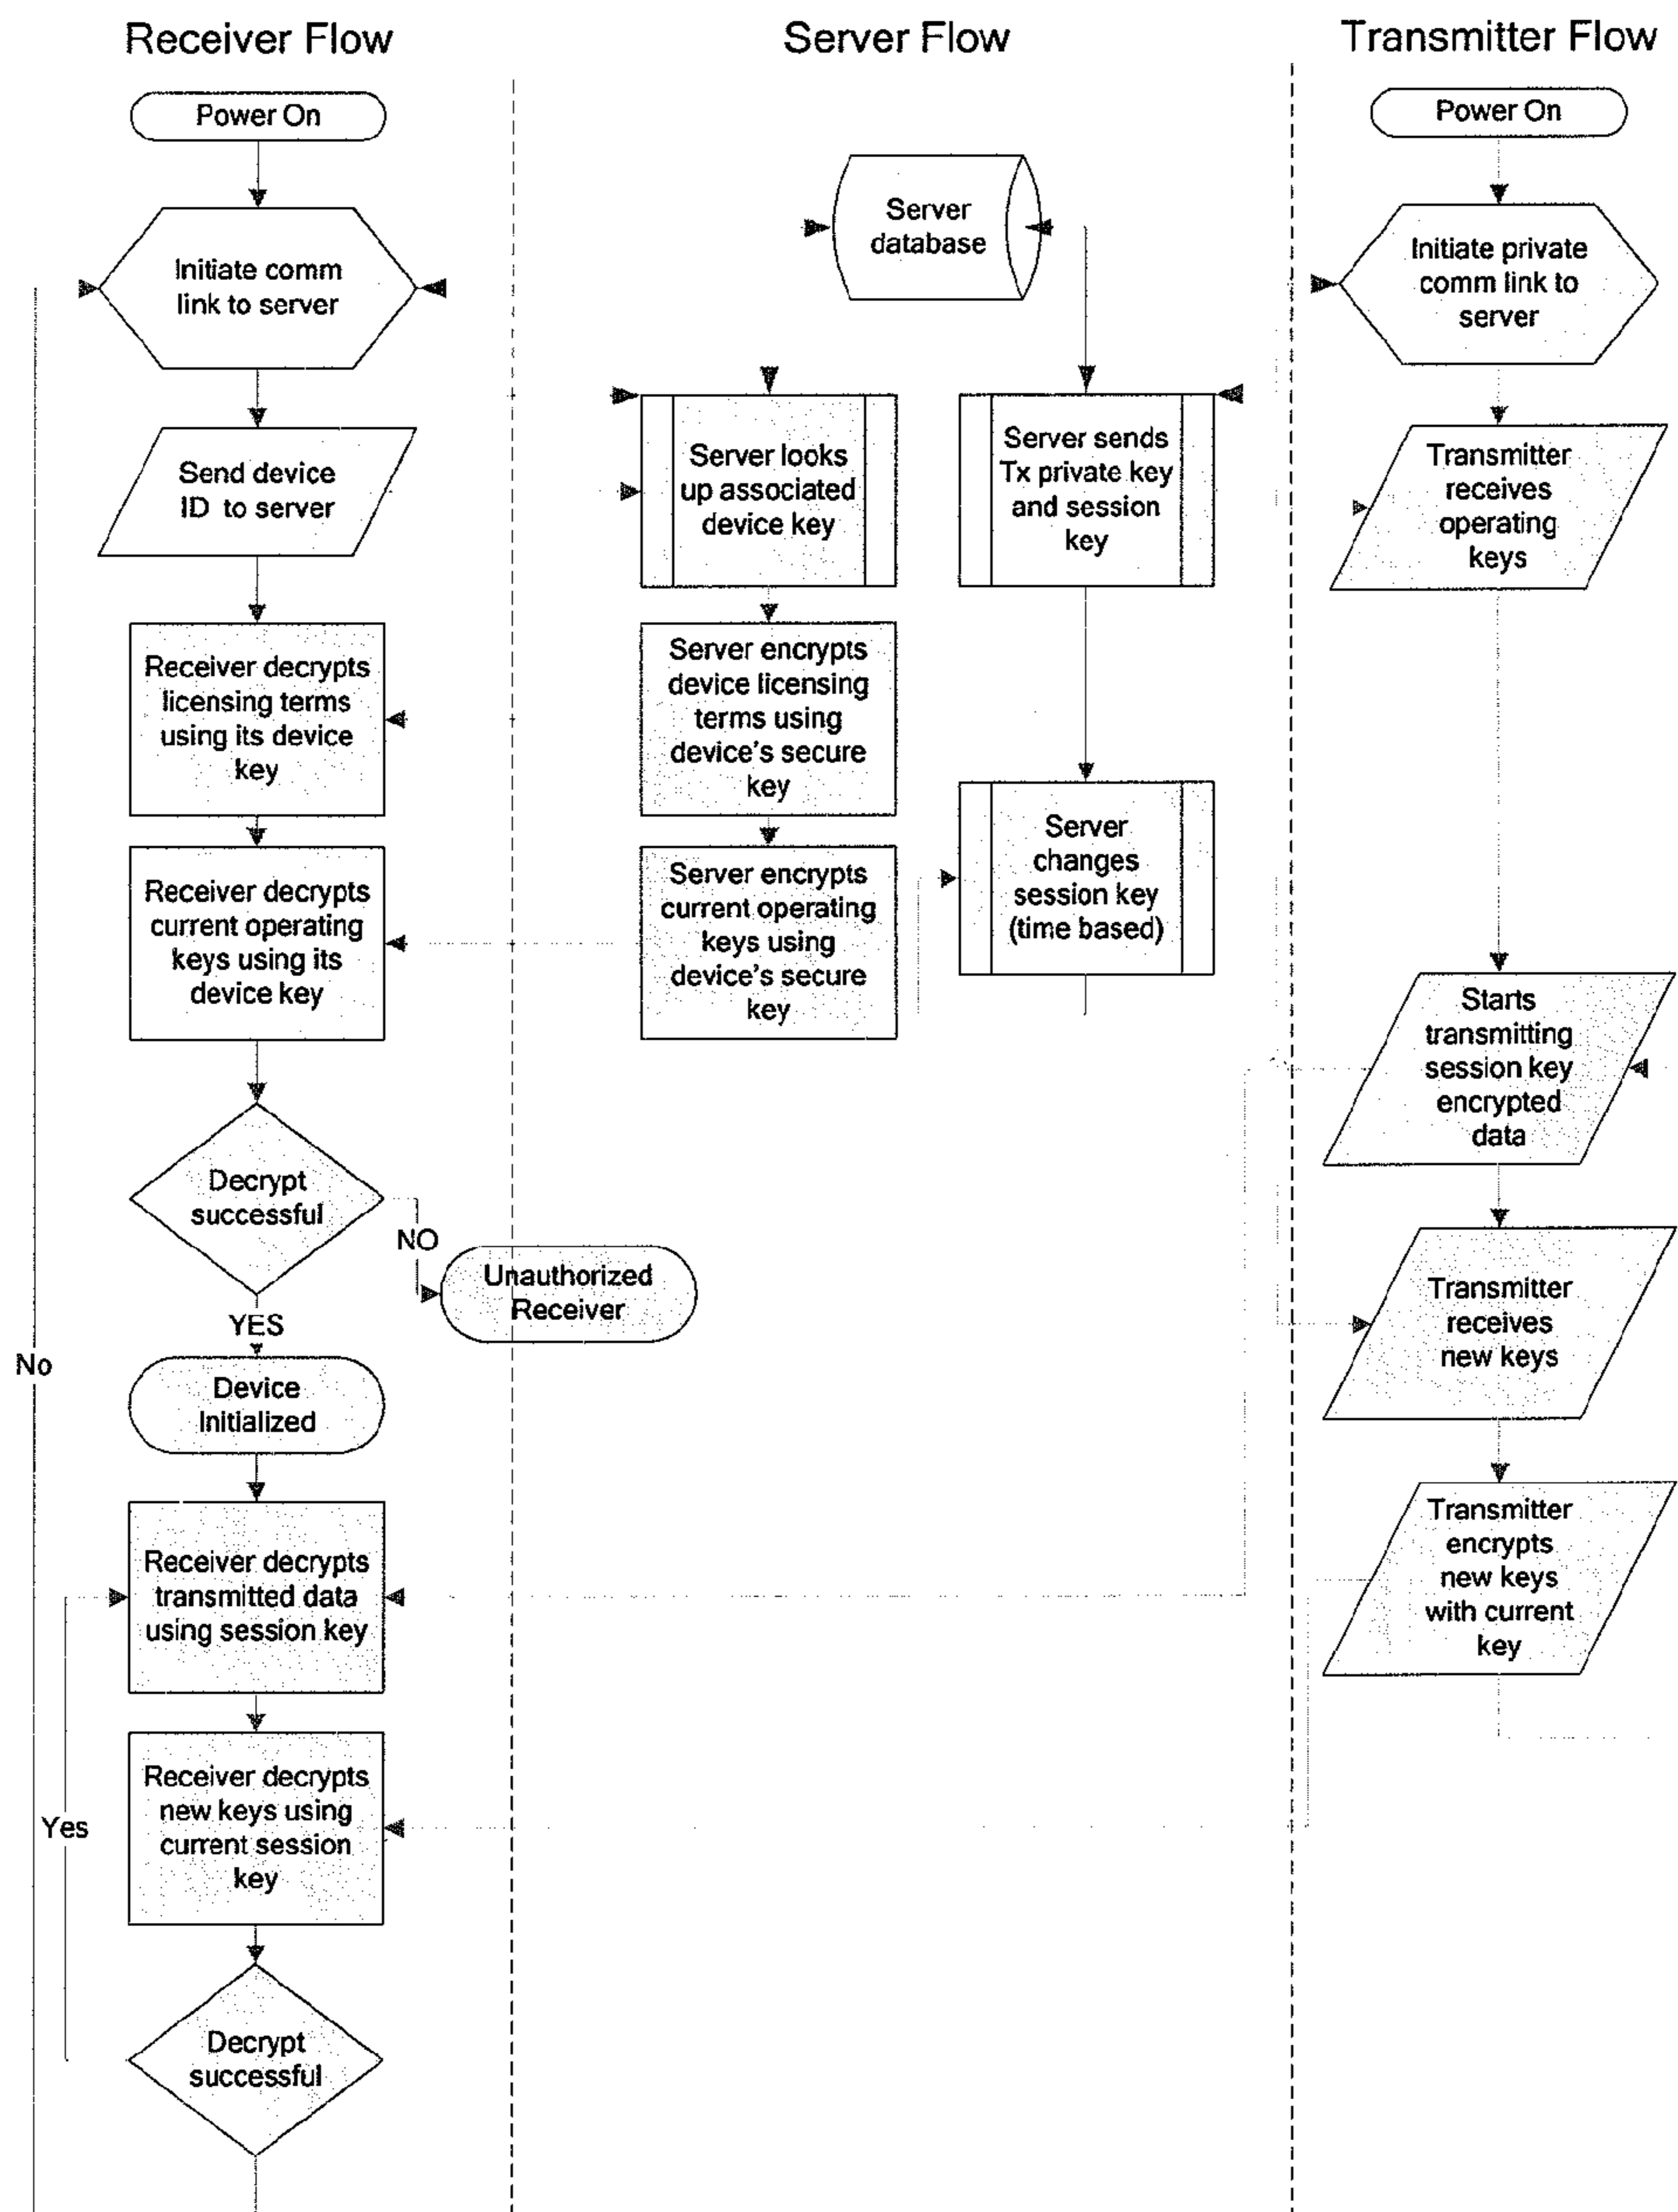 Receiver Flow
Server Flow
Transmitter Flow
Power On
Initiate comm
link to server
Send device
ID to server
Receiver decrypts
licensing terms
using its device
key
Receiver decrypts
current operating
keys using its
device key
Decrypt
successful
NO
Unauthorized
Receiver
YES
Device
Initialized
Receiver decrypts
transmitted data
using session key
Receiver decrypts
new keys using
current session
key
Decrypt
successful
Yes
No
Server
database
Server looks
up associated
device key
Server encrypts
device licensing
terms using
device's secure
key
Server encrypts
current operating
keys using
device's secure
key
Server sends
Tx private key
and session
key
Server
changes
session key
(time based)
Power On
Initiate private
comm link to
server
Transmitter
receives
operating
keys
Starts
transmitting
session key
encrypted
data
Transmitter
receives
new keys
Transmitter
encrypts
new keys
with current
key